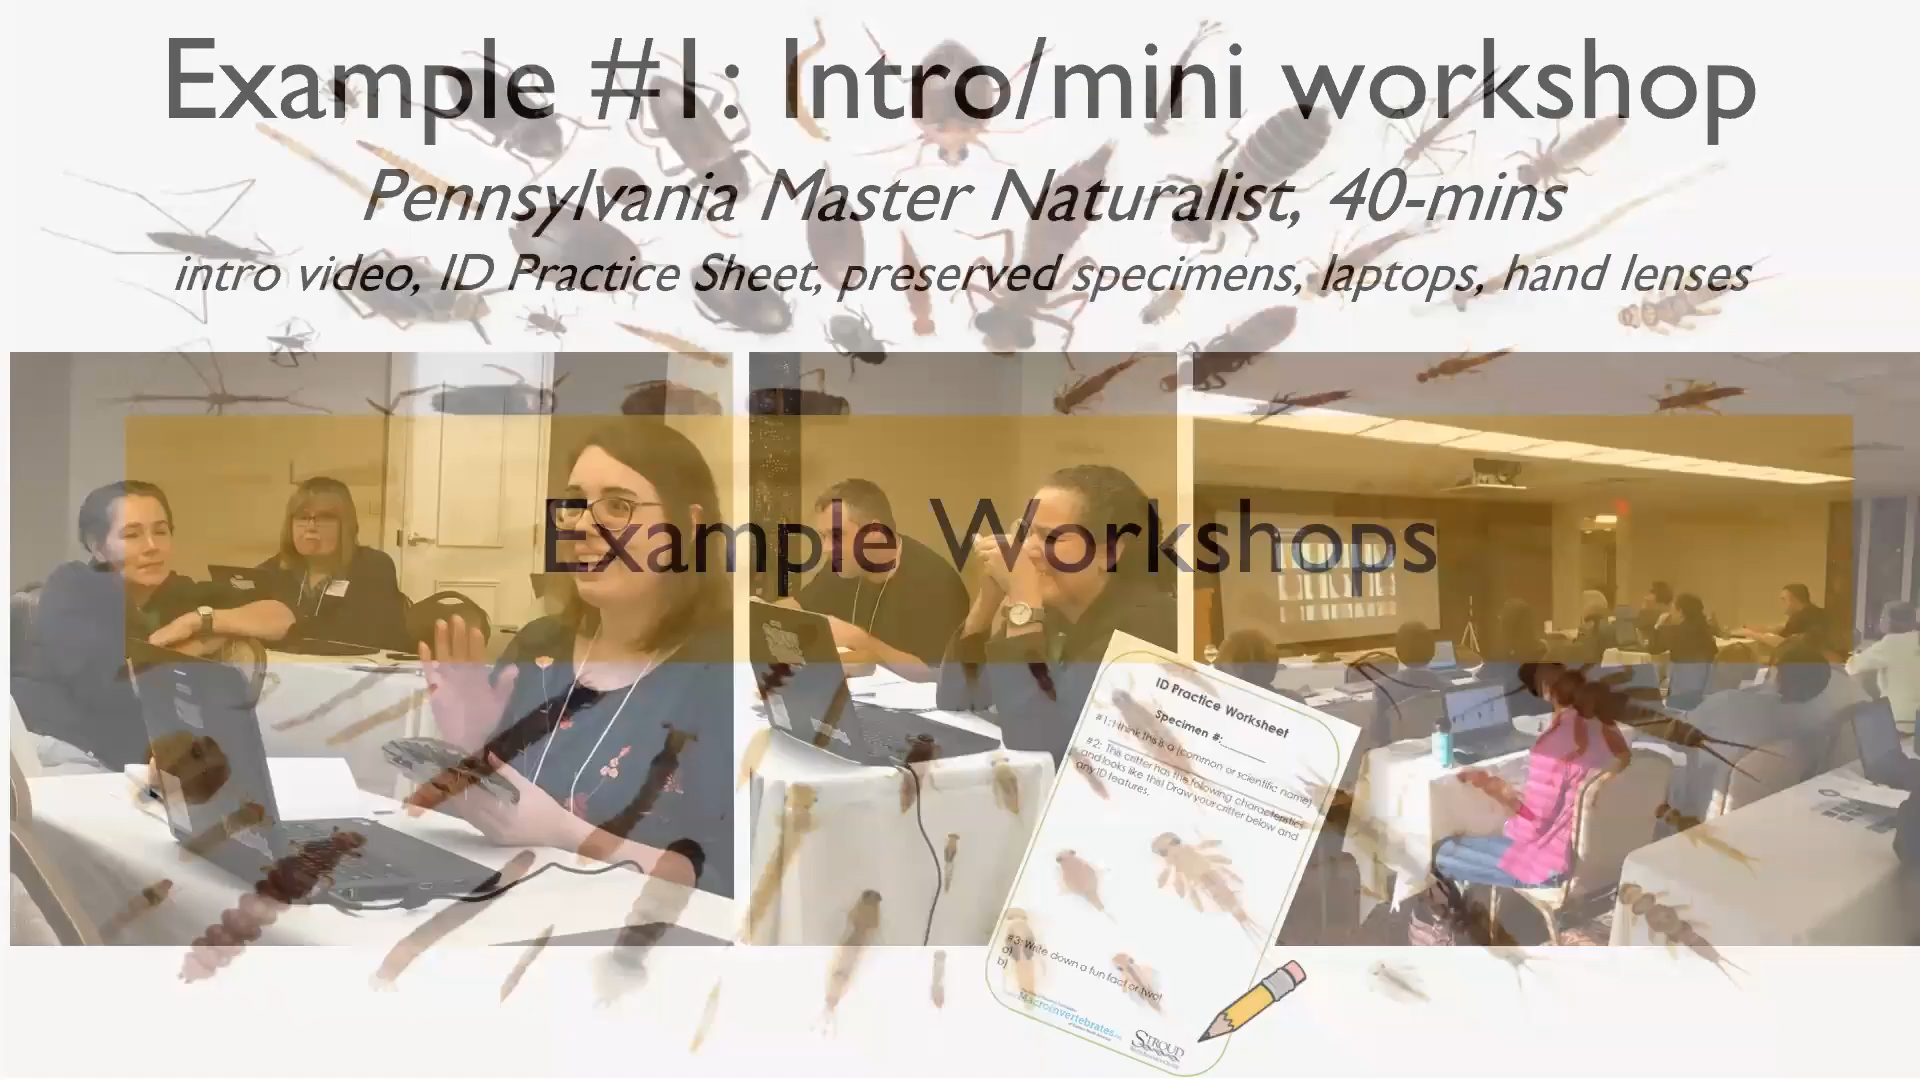 Example #1: Intro/mini workshop
Pennsylvania Master Naturalist, 40-mins
intro video, ID Practice Sheet, preserved specimens, laptops, hand lenses
Example Workshops
ID Practice Worksheet
Specimen #:______
#1: I think this is a (common or scientific name)
#2: This critter has the following characteristics
and looks like this! Draw your critter below and
any ID features.
#3: Write down a fun fact or two!
a)
b)
Macroinvertebrates
STROUD